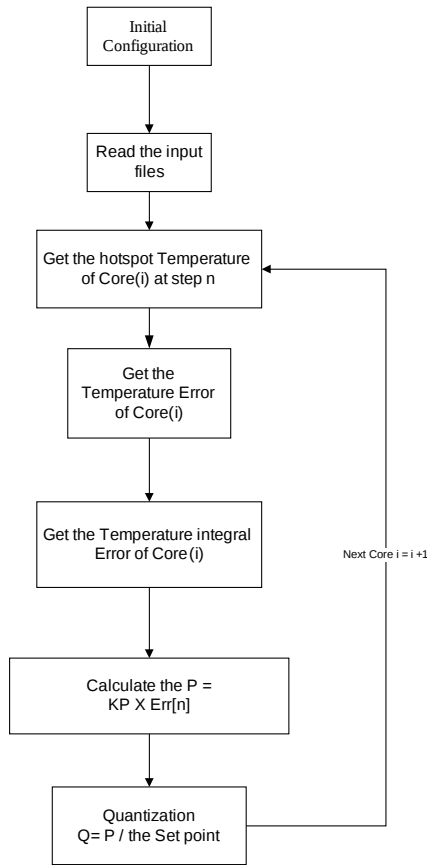 Initial
Configuration
Read the input
files
Get the hotspot Temperature
of Core(i) at step n
Get the
Temperature Error
of Core(i)
Get the Temperature integral
Error of Core(i)
Next Core i = i +1
Calculate the P =
KP X Err[n]
Quantization
Q= P / the Set point